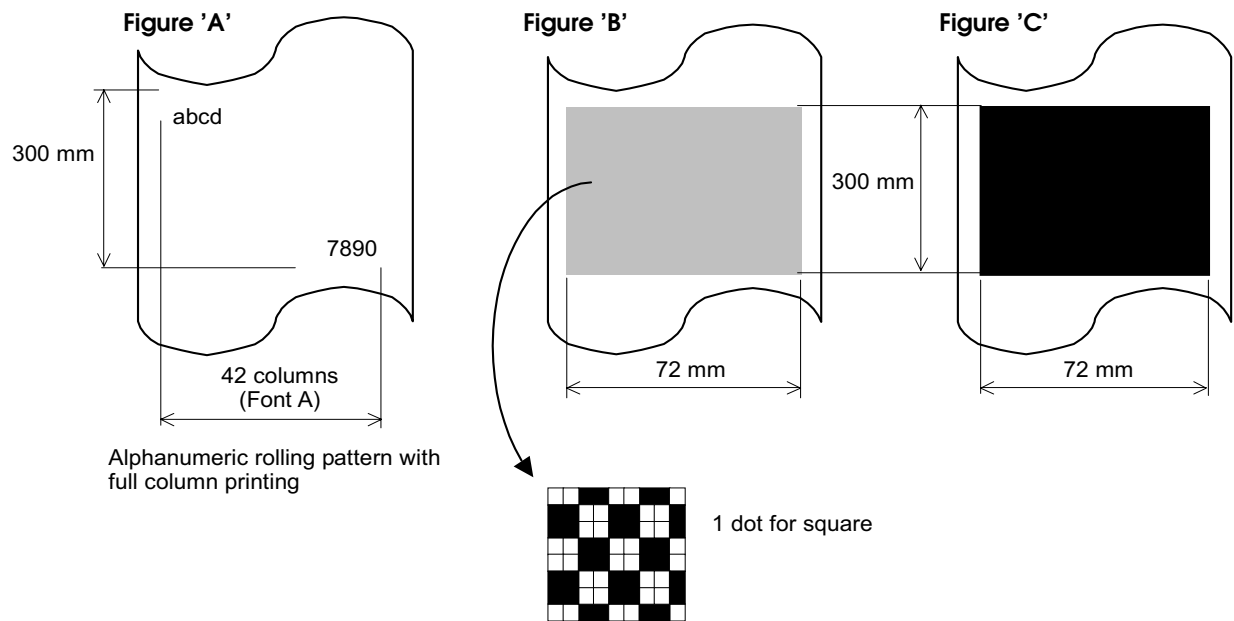 Figure 'A'
Figure 'B'
Figure 'C'
abcd
300 mm
300 mm
7890
42 columns
(Font A)
72 mm
72 mm
Alphanumeric rolling pattern with
full column printing
1 dot for square